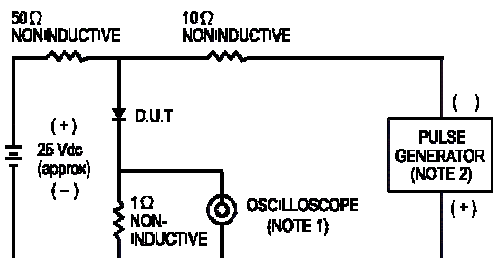 50Ω
NONINDUCTIVE
10Ω
NONINDUCTIVE
D.U.T
(+)
25 Vdc
(approx)
(−)
1Ω
NON-
INDUCTIVE
OSCILLOSCOPE
(NOTE 1)
( )
PULSE
GENERATOR
(NOTE 2)
(+)